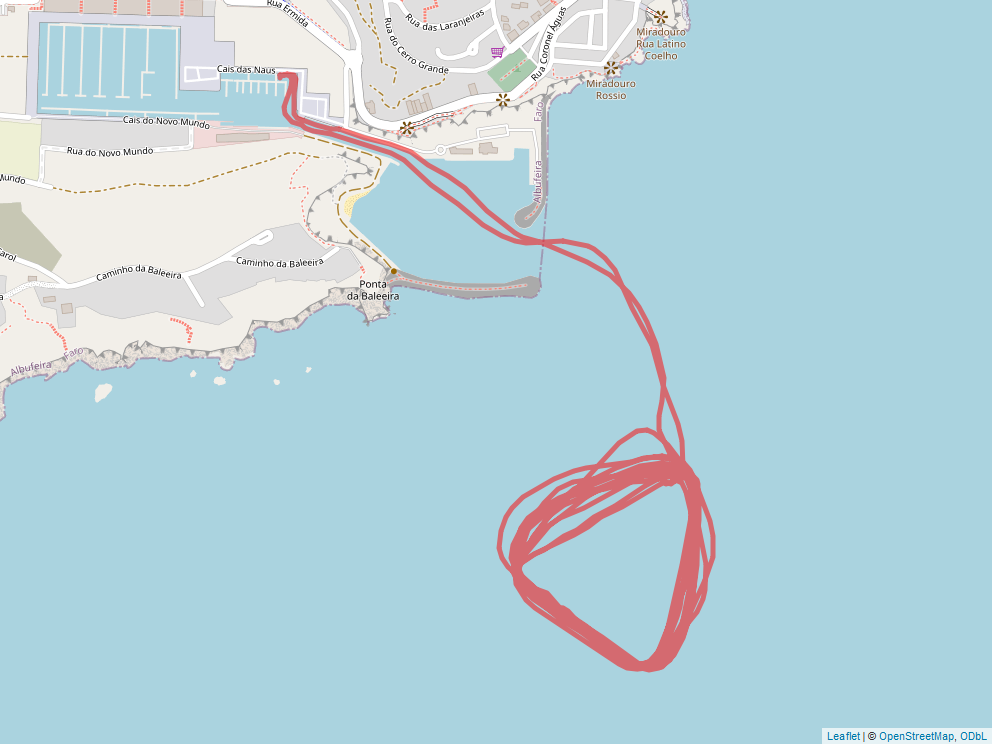 Rua Ermida
Rua das Laranjeiras
Rua do Cerro Grande
Rua Coronel Águas
Miradouro
Rua Latino
Coelho
Cais das Naus
Miradouro
Rossio
Faro
Albufeira
Cais do Novo Mundo
Rua do Novo Mundo
Mundo
arol
Caminho da Baleeira
Caminho da Baleeira
a
Ponta
da Baleeira
Albufeira
Faro
Leaflet | © OpenStreetMap, ODbL